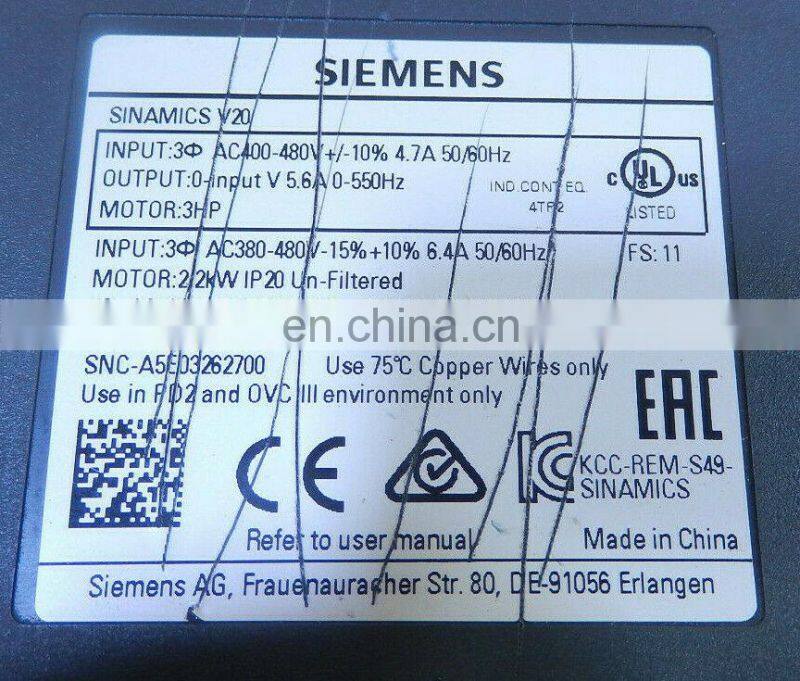 SIEMENS
SINAMICS V20
INPUT:3Φ AC400-480V+/-10% 4.7A 50/60Hz
OUTPUT:0-input V 5.6A 0-550Hz
IND.CONT.EQ.
4TF2
MOTOR:3HP
C UL US
LISTED
INPUT:3Φ AC380-480V-15%+10% 6.4A 50/60Hz
FS: 11
MOTOR:2.2kW IP20 Un-Filtered
en.china.cn
SNC-A5E03262700 Use 75℃ Copper Wires only
Use in PD2 and OVC III environment only
EAC
CE
KCC-REM-S49-
SINAMICS
Refer to user manual Made in China
Siemens AG, Frauenauracher Str. 80, DE-91056 Erlangen